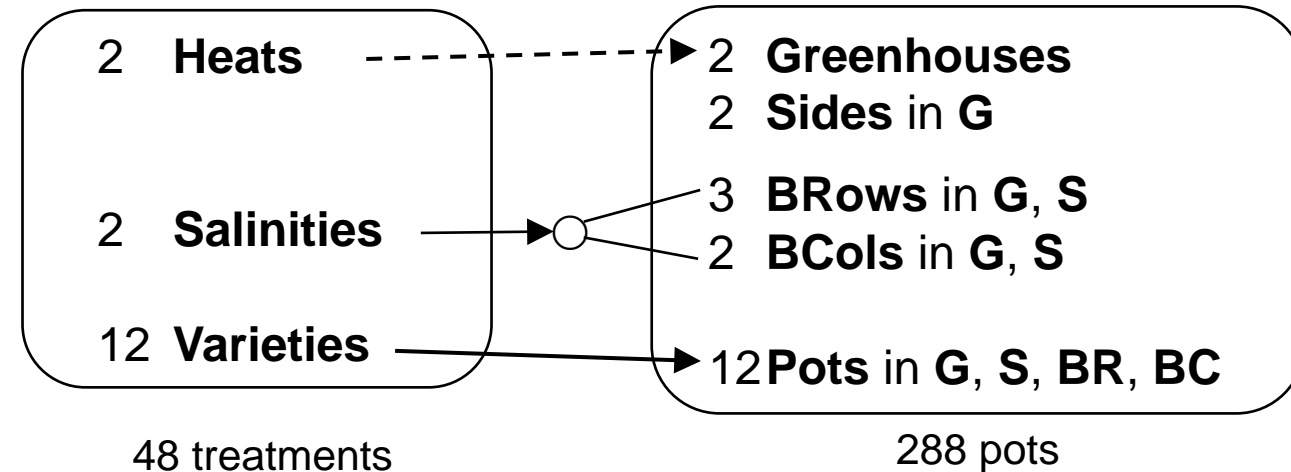 2 Heats
2 Salinities
12 Varieties
48 treatments
2 Greenhouses
2 Sides in G
3 BRows in G, S
2 BCols in G, S
12 Pots in G, S, BR, BC
288 pots